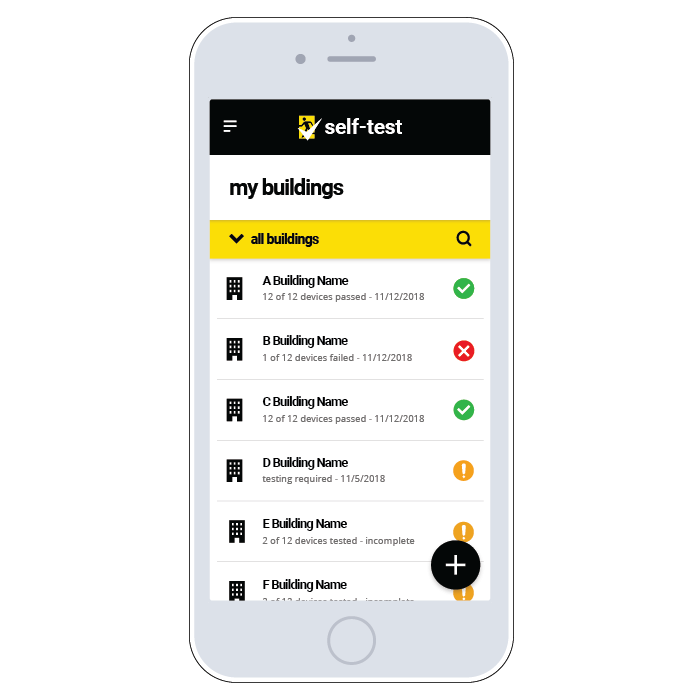 self-test
my buildings
all buildings
A Building Name
12 of 12 devices passed - 11/12/2018
B Building Name
1 of 12 devices failed - 11/12/2018
C Building Name
12 of 12 devices passed - 11/12/2018
D Building Name
testing required - 11/5/2018
E Building Name
2 of 12 devices tested - incomplete
F Building Name